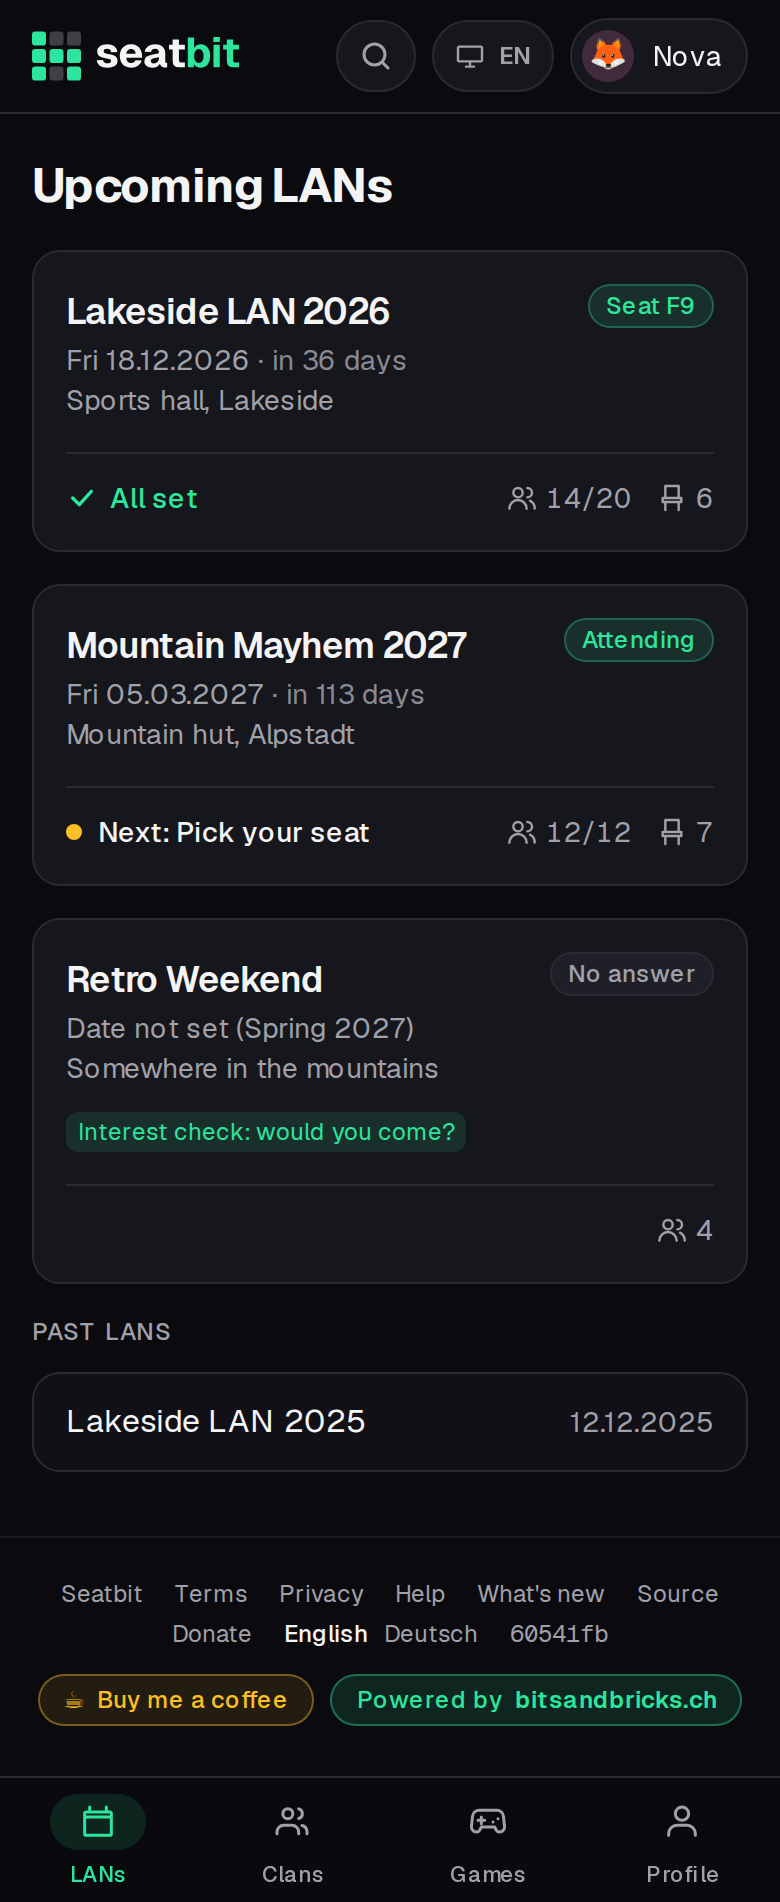 seatbit
EN
Nova
Upcoming LANs
Lakeside LAN 2026
Seat F9
Fri 18.12.2026 · in 36 days
Sports hall, Lakeside
All set
14/20
6
Mountain Mayhem 2027
Attending
Fri 05.03.2027 · in 113 days
Mountain hut, Alpstadt
Next: Pick your seat
12/12
7
Retro Weekend
No answer
Date not set (Spring 2027)
Somewhere in the mountains
Interest check: would you come?
4
PAST LANS
Lakeside LAN 2025
12.12.2025
Seatbit Terms Privacy Help What's new Source
Donate English Deutsch 60541fb
Buy me a coffee
Powered by bitsandbricks.ch
LANs
Clans
Games
Profile